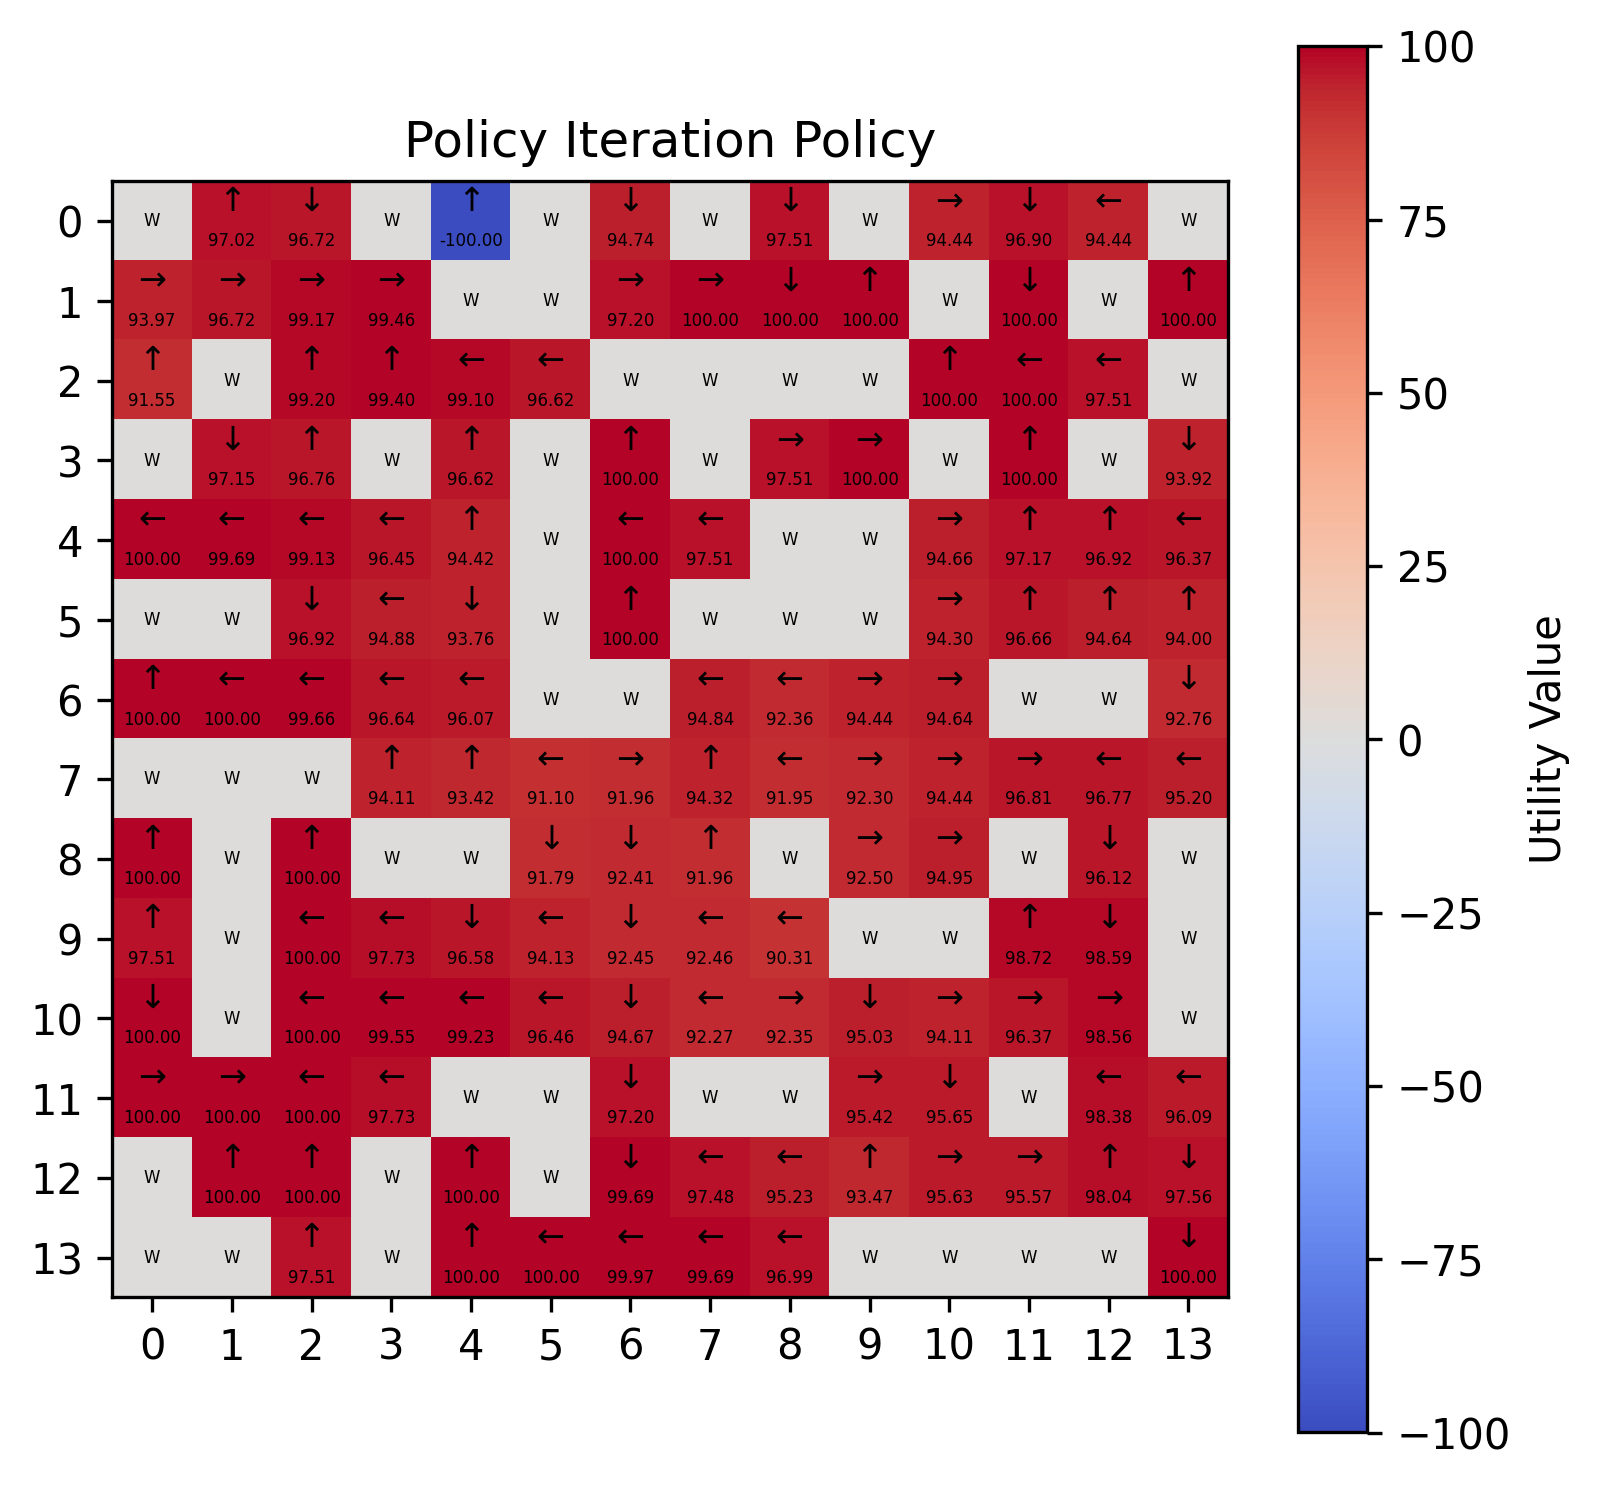 Policy Iteration Policy
0 W ↑ ↓ W ↑ W ↓ W ↓ W → ↓ ← W
97.02 96.72 -100.00 94.74 97.51 94.44 96.90 94.44
1 → → → → W W → → ↓ ↑ W ↓ W ↑
93.97 96.72 99.17 99.46 97.20 100.00 100.00 100.00 100.00 100.00
2 ↑ W ↑ ↑ ← ← W W W W ↑ ← ← W
91.55 99.20 99.40 99.10 96.62 100.00 100.00 97.51
3 W ↓ ↑ W ↑ W ↑ W → → W ↑ W ↓
97.15 96.76 96.62 100.00 97.51 100.00 100.00 93.92
4 ← ← ← ← ↑ W ← ← W W → ↑ ↑ ←
100.00 99.69 99.13 96.45 94.42 100.00 97.51 94.66 97.17 96.92 96.37
5 W W ↓ ← ↓ W ↑ W W W → ↑ ↑ ↑
96.92 94.88 93.76 100.00 94.30 96.66 94.64 94.00
6 ↑ ← ← ← ← W W ← ← → → W W ↓
100.00 100.00 99.66 96.64 96.07 94.84 92.36 94.44 94.64 92.76
7 W W W ↑ ↑ ← → ↑ ← → → → ← ←
94.11 93.42 91.10 91.96 94.32 91.95 92.30 94.44 96.81 96.77 95.20
8 ↑ W ↑ W W ↓ ↓ ↑ W → → W ↓ W
100.00 100.00 91.79 92.41 91.96 92.50 94.95 96.12
9 ↑ W ← ← ↓ ← ↓ ← ← W W ↑ ↓ W
97.51 100.00 97.73 96.58 94.13 92.45 92.46 90.31 98.72 98.59
10 ↓ W ← ← ← ← ↓ ← → ↓ → → → W
100.00 100.00 99.55 99.23 96.46 94.67 92.27 92.35 95.03 94.11 96.37 98.56
11 → → ← ← W W ↓ W W → ↓ W ← ←
100.00 100.00 100.00 97.73 97.20 95.42 95.65 98.38 96.09
12 W ↑ ↑ W ↑ W ↓ ← ← ↑ → → ↑ ↓
100.00 100.00 100.00 99.69 97.48 95.23 93.47 95.63 95.57 98.04 97.56
13 W W ↑ W ↑ ← ← ← ← W W W W ↓
97.51 100.00 100.00 99.97 99.69 96.99 100.00
0 1 2 3 4 5 6 7 8 9 10 11 12 13
100
75
50
25
0
−25
−50
−75
−100
Utility Value